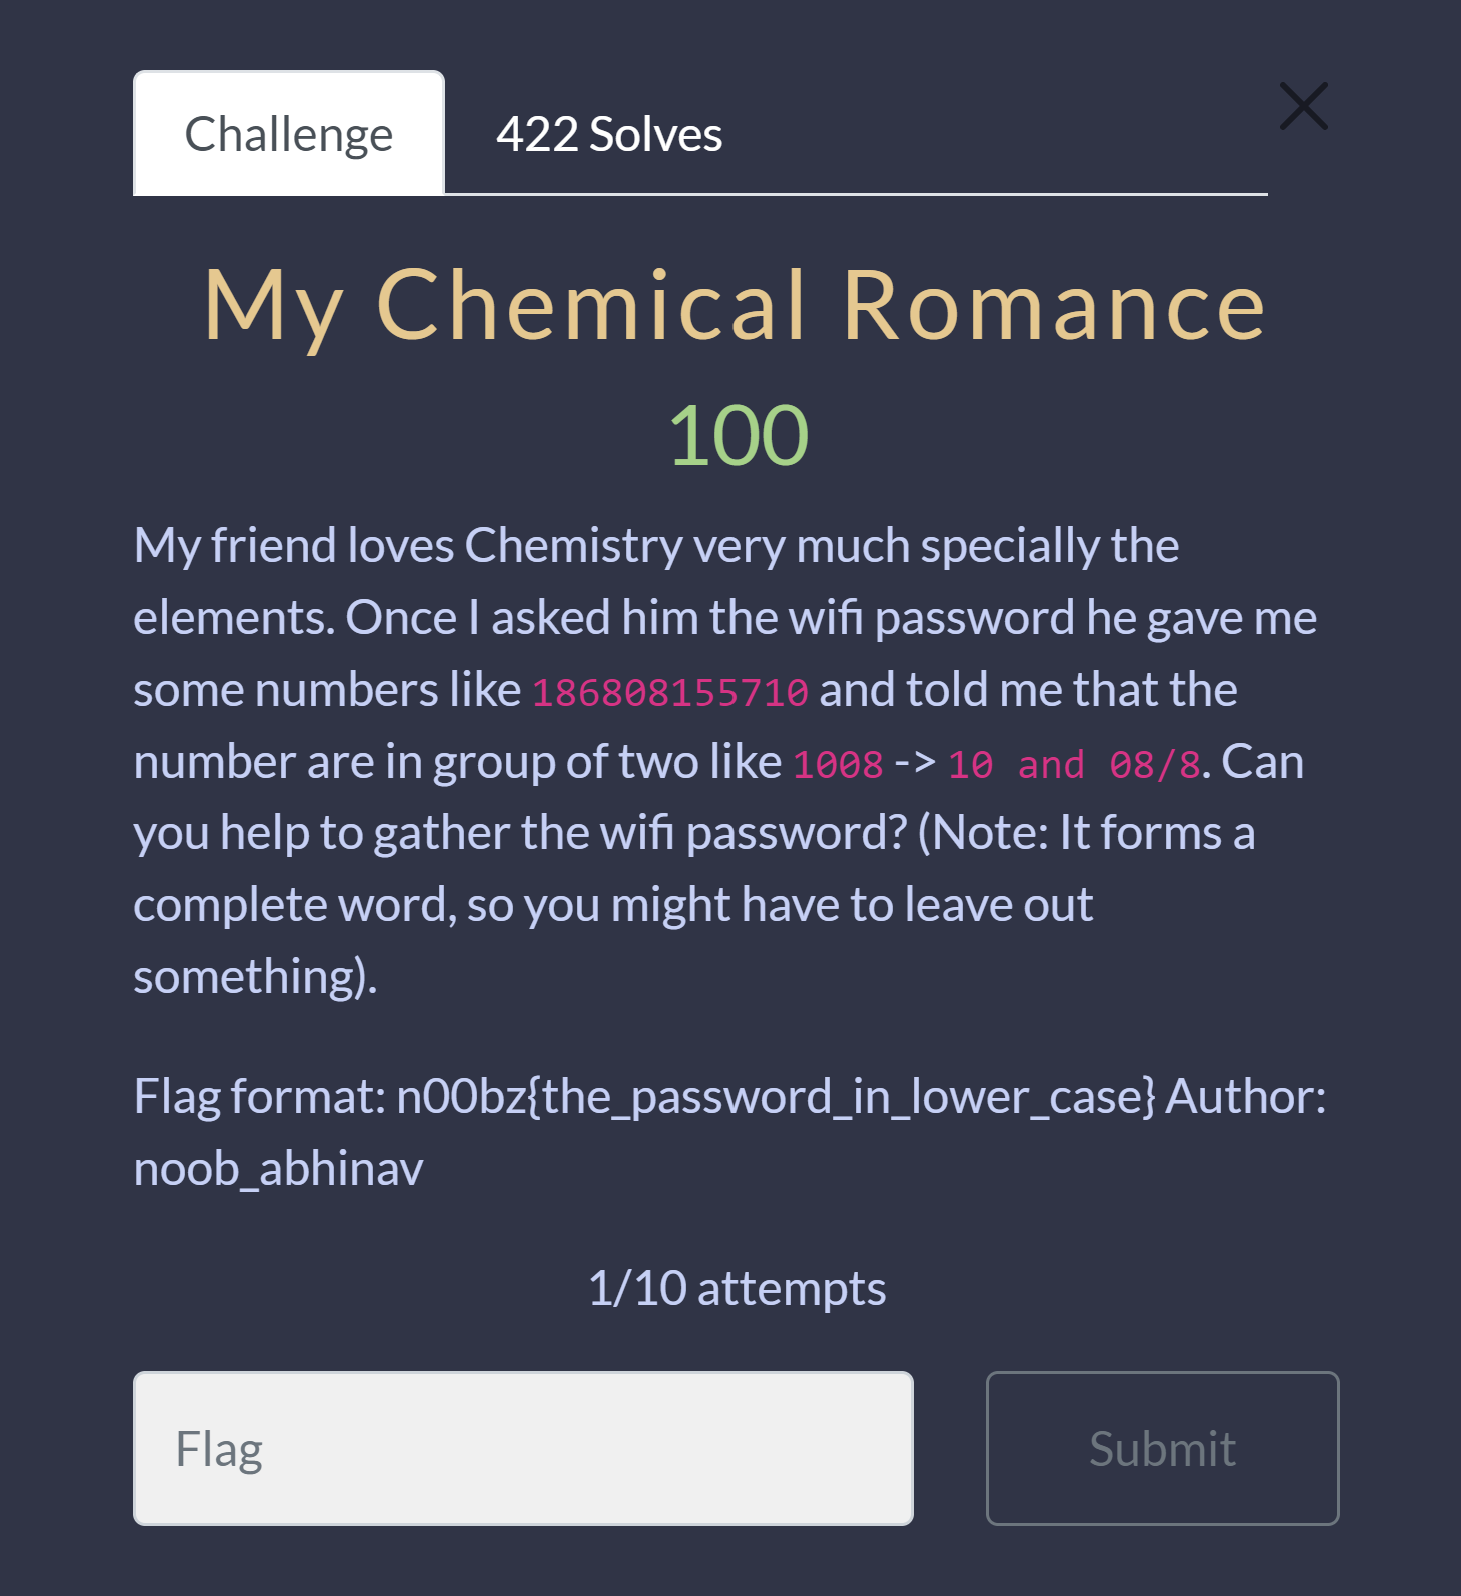 Challenge
422 Solves
My Chemical Romance
100
My friend loves Chemistry very much specially the
elements. Once I asked him the wifi password he gave me
some numbers like 186808155710 and told me that the
number are in group of two like 1008 -> 10 and 08/8. Can
you help to gather the wifi password? (Note: It forms a
complete word, so you might have to leave out
something).
Flag format: n00bz{the_password_in_lower_case} Author:
noob_abhinav
1/10 attempts
Flag
Submit